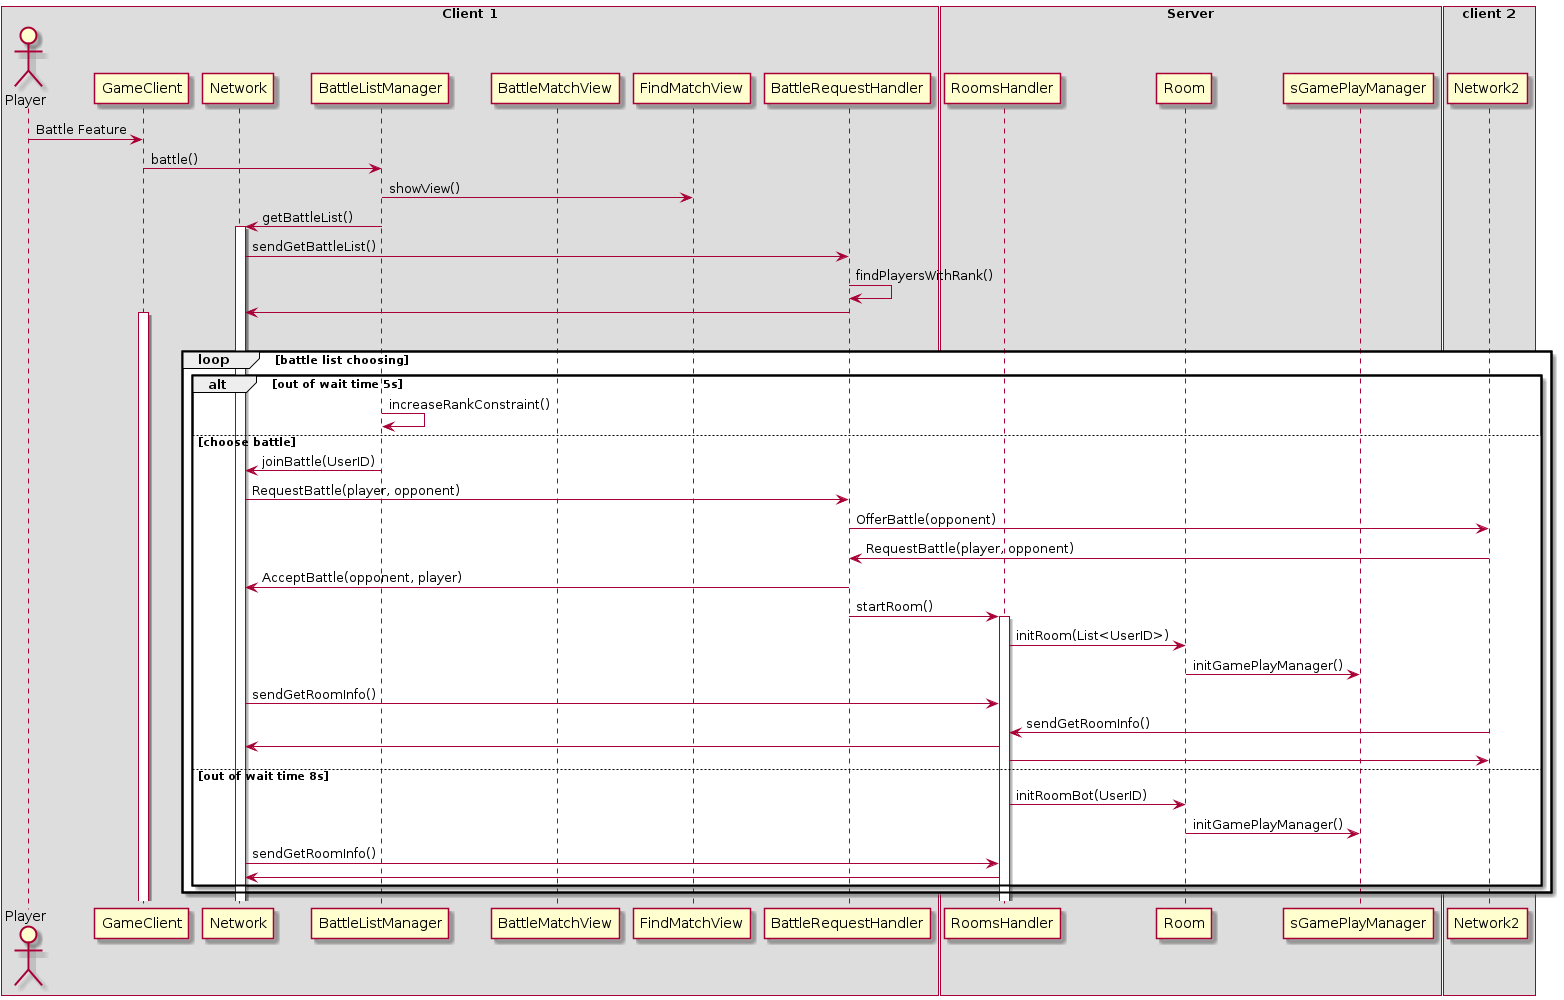 Client 1
Server
client 2
Player
GameClient
Network
BattleListManager
BattleMatchView
FindMatchView
BattleRequestHandler
RoomsHandler
Room
sGamePlayManager
Network2
Battle Feature
battle()
showView()
getBattleList()
sendGetBattleList()
findPlayersWithRank()
loop [battle list choosing]
alt [out of wait time 5s]
increaseRankConstraint()
[choose battle]
joinBattle(UserID)
RequestBattle(player, opponent)
OfferBattle(opponent)
RequestBattle(player, opponent)
AcceptBattle(opponent, player)
startRoom()
initRoom(List<UserID>)
initGamePlayManager()
sendGetRoomInfo()
sendGetRoomInfo()
[out of wait time 8s]
initRoomBot(UserID)
initGamePlayManager()
sendGetRoomInfo()
Player
GameClient
Network
BattleListManager
BattleMatchView
FindMatchView
BattleRequestHandler
RoomsHandler
Room
sGamePlayManager
Network2